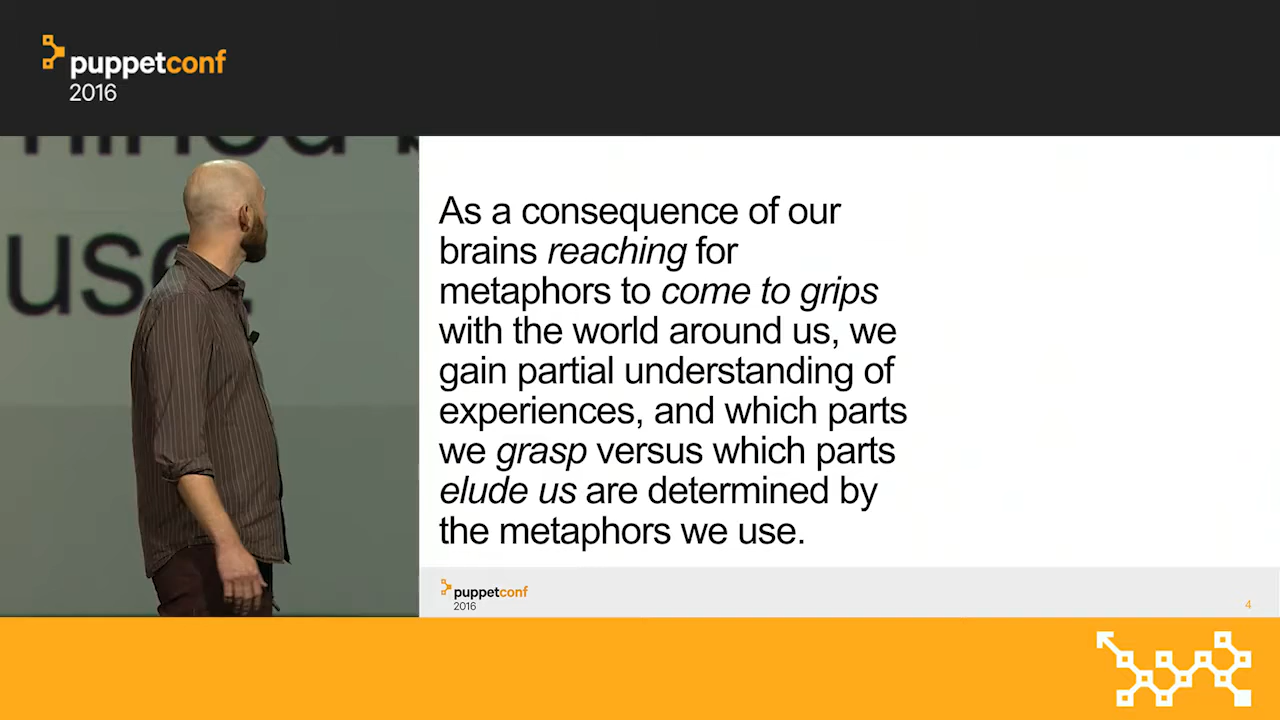 puppetconf
2016
use.
As a consequence of our
brains reaching for
metaphors to come to grips
with the world around us, we
gain partial understanding of
experiences, and which parts
we grasp versus which parts
elude us are determined by
the metaphors we use.
puppetconf
2016
4